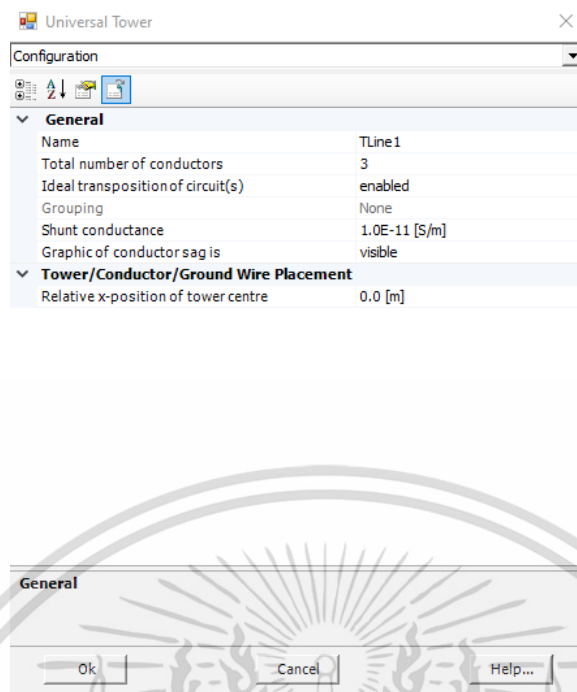 Universal Tower
Configuration
General
Name TLine1
Total number of conductors 3
Ideal transposition of circuit(s) enabled
Grouping None
Shunt conductance 1.0E-11 [S/m]
Graphic of conductor sag is visible
Tower/Conductor/Ground Wire Placement
Relative x-position of tower centre 0.0 [m]
General
Ok Cancel Help...